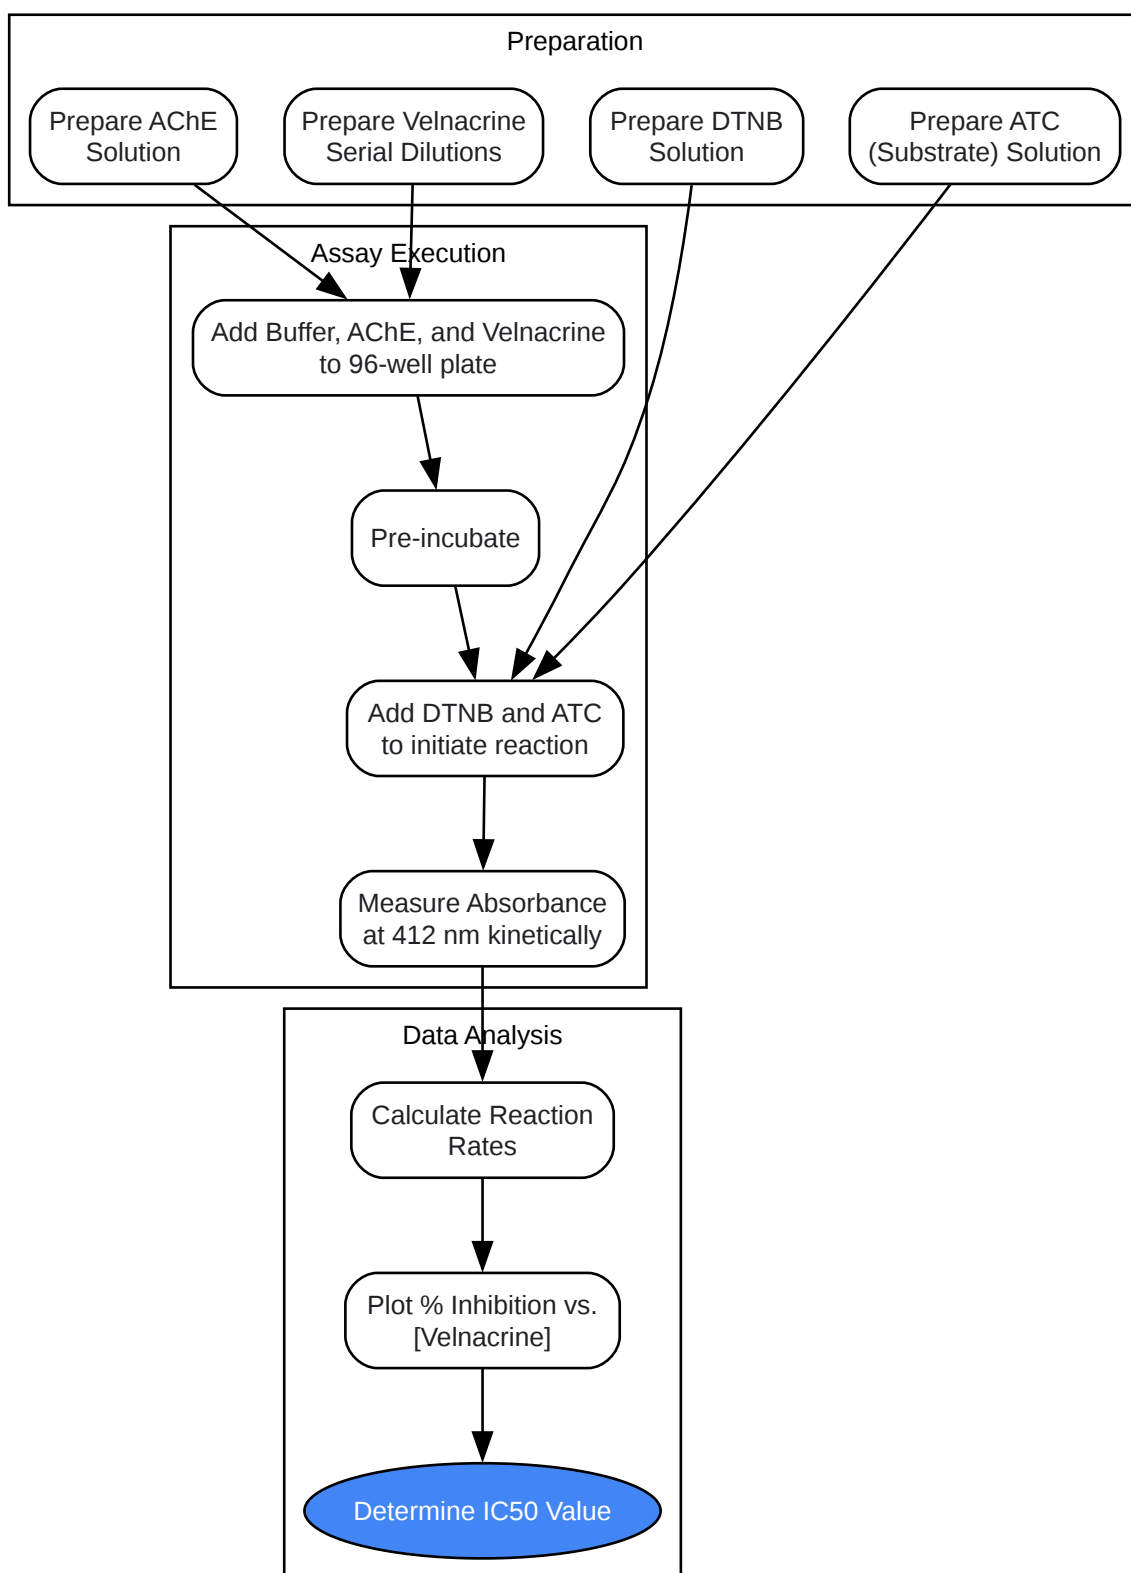 Preparation
Prepare AChE
Solution
Prepare Velnacrine
Serial Dilutions
Prepare DTNB
Solution
Prepare ATC
(Substrate) Solution
Assay Execution
Add Buffer, AChE, and Velnacrine
to 96-well plate
Pre-incubate
Add DTNB and ATC
to initiate reaction
Measure Absorbance
at 412 nm kinetically
Data Analysis
Calculate Reaction
Rates
Plot % Inhibition vs.
[Velnacrine]
Determine IC50 Value